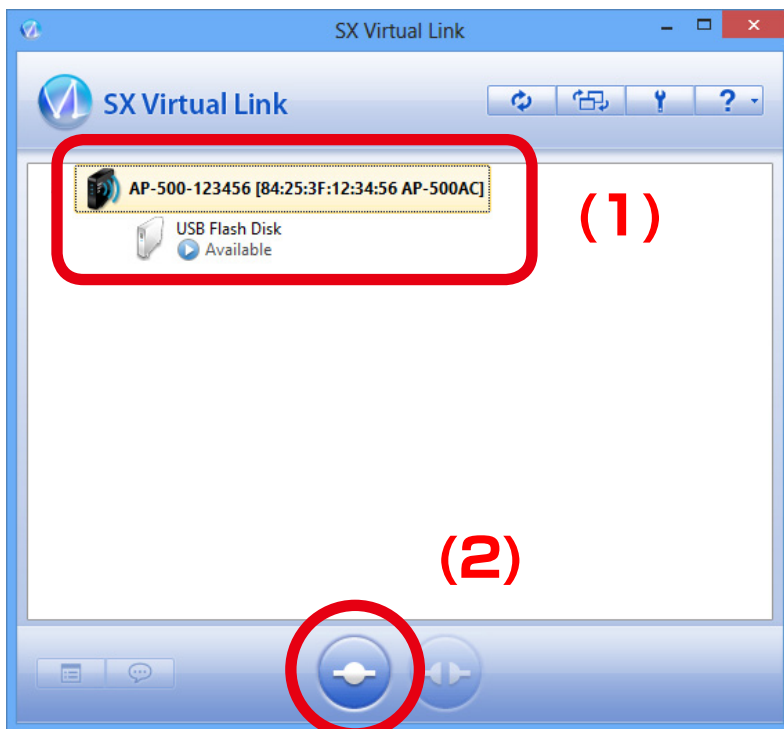 SX Virtual Link
SX Virtual Link
?
AP-500-123456 [84:25:3F:12:34:56 AP-500AC]
(1)
USB Flash Disk
Available
(2)